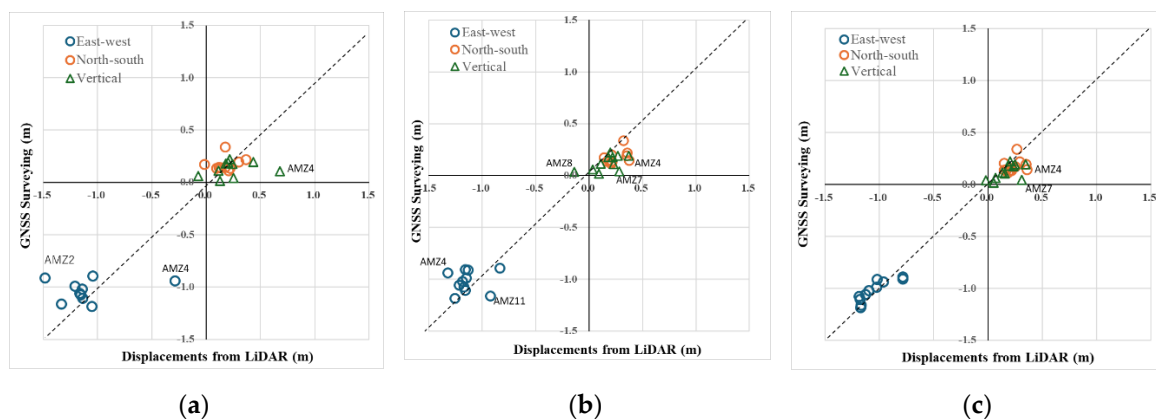 1.5
East-west
North-south
Vertical
1.0
0.5
AMZ4
0.0
-1.5 -1.0 -0.5 0.0 0.5 1.0 1.5
-0.5
AMZ2
AMZ4
-1.0
-1.5
GNSS Surveying (m)
Displacements from LiDAR (m)
(a)
1.5
East-west
North-south
Vertical
1.0
0.5
AMZ8
AMZ4
AMZ7
0.0
-1.5 -1.0 -0.5 0.0 0.5 1.0 1.5
-0.5
AMZ4
-1.0
AMZ11
-1.5
GNSS Surveying (m)
Displacements from LiDAR (m)
(b)
1.5
East-west
North-south
Vertical
1.0
0.5
AMZ4
AMZ7
0.0
-1.5 -1.0 -0.5 0.0 0.5 1.0 1.5
-0.5
-1.0
-1.5
GNSS Surveying (m)
Displacements from LiDAR (m)
(c)